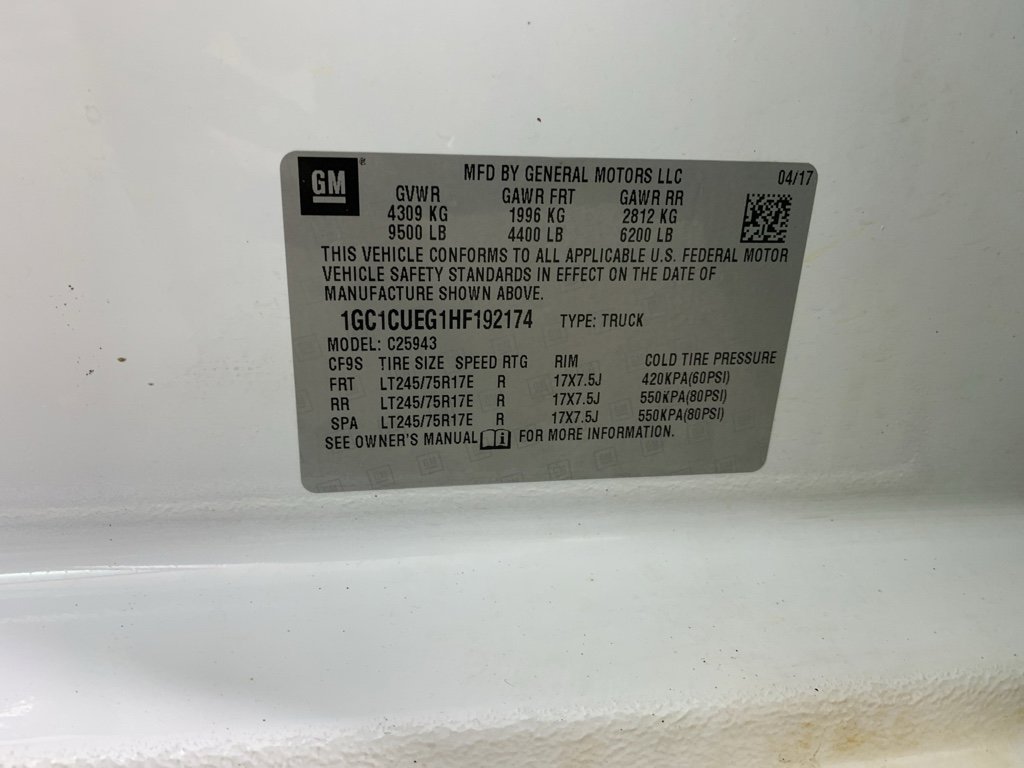 GM®
MFD BY GENERAL MOTORS LLC 04/17
GVWR GAWR FRT GAWR RR
4309 KG 1996 KG 2812 KG
9500 LB 4400 LB 6200 LB
THIS VEHICLE CONFORMS TO ALL APPLICABLE U.S. FEDERAL MOTOR
VEHICLE SAFETY STANDARDS IN EFFECT ON THE DATE OF
MANUFACTURE SHOWN ABOVE.
1GC1CUEG1HF192174 TYPE: TRUCK
MODEL: C25943
CF9S TIRE SIZE SPEED RTG RIM COLD TIRE PRESSURE
FRT LT245/75R17E R 17X7.5J 420KPA(60PSI)
RR LT245/75R17E R 17X7.5J 550KPA(80PSI)
SPA LT245/75R17E R 17X7.5J 550KPA(80PSI)
SEE OWNER'S MANUAL FOR MORE INFORMATION.